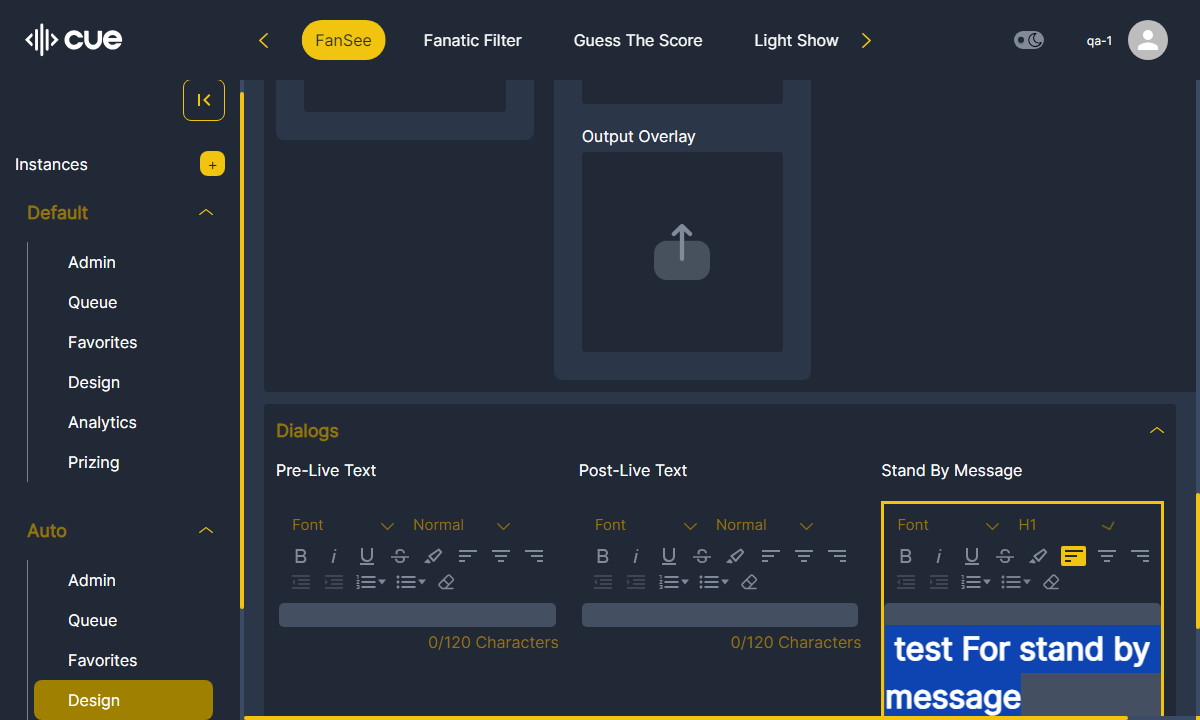 cue
FanSee
Fanatic Filter
Guess The Score
Light Show
qa-1
Instances
+
Default
Admin
Queue
Favorites
Design
Analytics
Prizing
Auto
Admin
Queue
Favorites
Design
Output Overlay
Dialogs
Pre-Live Text
Font
Normal
B i U S
0/120 Characters
Post-Live Text
Font
Normal
B i U S
0/120 Characters
Stand By Message
Font
H1
B i U S
test For stand by
message